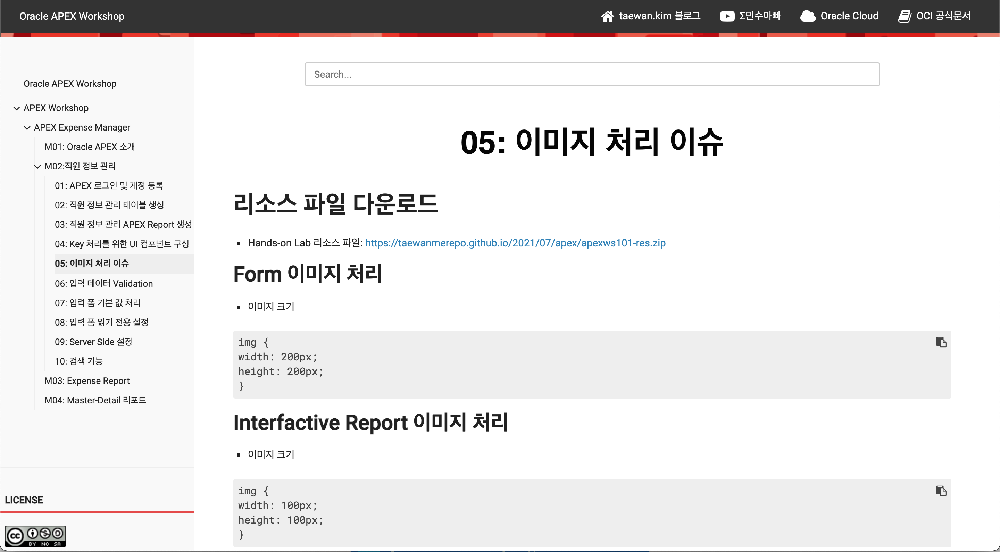 Oracle APEX Workshop
taewan.kim 블로그
Σ민수아빠
Oracle Cloud
OCI 공식문서
Oracle APEX Workshop
APEX Workshop
APEX Expense Manager
M01: Oracle APEX 소개
M02:직원 정보 관리
01: APEX 로그인 및 계정 등록
02: 직원 정보 관리 테이블 생성
03: 직원 정보 관리 APEX Report 생성
04: Key 처리를 위한 UI 컴포넌트 구성
05: 이미지 처리 이슈
06: 입력 데이터 Validation
07: 입력 폼 기본 값 처리
08: 입력 폼 읽기 전용 설정
09: Server Side 설정
10: 검색 기능
M03: Expense Report
M04: Master-Detail 리포트
LICENSE
cc
BY NC SA
Search...
05: 이미지 처리 이슈
리소스 파일 다운로드
Hands-on Lab 리소스 파일: https://taewanmerepo.github.io/2021/07/apex/apexws101-res.zip
Form 이미지 처리
이미지 크기
img {
width: 200px;
height: 200px;
}
Interfactive Report 이미지 처리
이미지 크기
img {
width: 100px;
height: 100px;
}